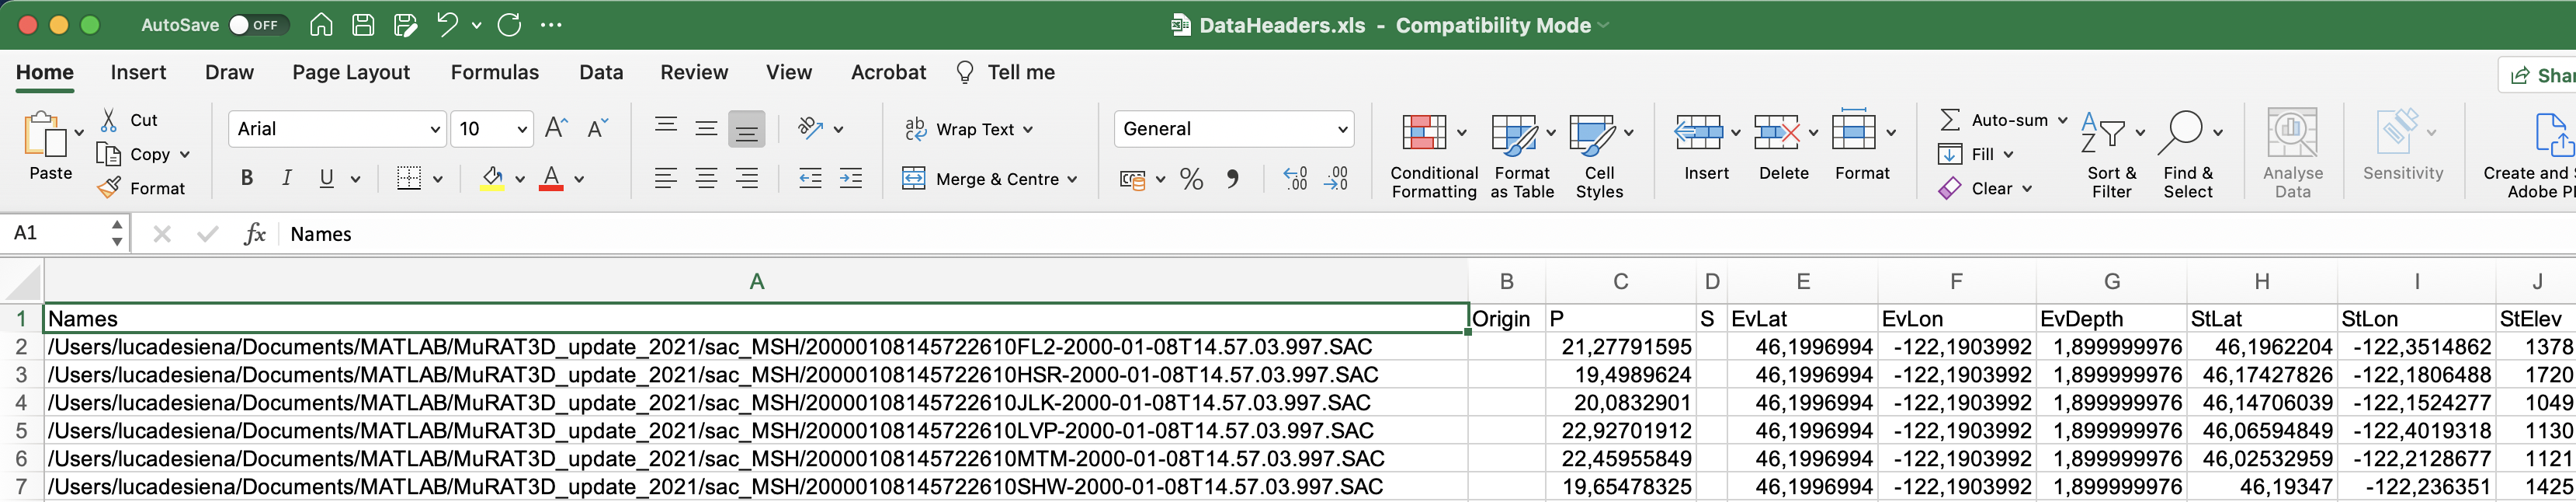 AutoSave OFF DataHeaders.xls - Compatibility Mode
Home Insert Draw Page Layout Formulas Data Review View Acrobat Tell me
Paste
Cut
Copy
Format
Arial 10
B I U A
ab Wrap Text
Merge & Centre
General
% .00 .00
Conditional Formatting
Format as Table
Cell Styles
Insert
Delete
Format
Auto-sum
Fill
Clear
Sort & Filter
Find & Select
Analyse Data
Sensitivity
A1 fx Names
A B C D E F G H I J
1 Names Origin P S EvLat EvLon EvDepth StLat StLon StElev
2 /Users/lucadesiena/Documents/MATLAB/MuRAT3D_update_2021/sac_MSH/20000108145722610FL2-2000-01-08T14.57.03.997.SAC 21,27791595 46,1996994 -122,1903992 1,899999976 46,1962204 -122,3514862 1378
3 /Users/lucadesiena/Documents/MATLAB/MuRAT3D_update_2021/sac_MSH/20000108145722610HSR-2000-01-08T14.57.03.997.SAC 19,4989624 46,1996994 -122,1903992 1,899999976 46,17427826 -122,1806488 1720
4 /Users/lucadesiena/Documents/MATLAB/MuRAT3D_update_2021/sac_MSH/20000108145722610JLK-2000-01-08T14.57.03.997.SAC 20,0832901 46,1996994 -122,1903992 1,899999976 46,14706039 -122,1524277 1049
5 /Users/lucadesiena/Documents/MATLAB/MuRAT3D_update_2021/sac_MSH/20000108145722610LVP-2000-01-08T14.57.03.997.SAC 22,92701912 46,1996994 -122,1903992 1,899999976 46,06594849 -122,4019318 1130
6 /Users/lucadesiena/Documents/MATLAB/MuRAT3D_update_2021/sac_MSH/20000108145722610MTM-2000-01-08T14.57.03.997.SAC 22,45955849 46,1996994 -122,1903992 1,899999976 46,02532959 -122,2128677 1121
7 /Users/lucadesiena/Documents/MATLAB/MuRAT3D_update_2021/sac_MSH/20000108145722610SHW-2000-01-08T14.57.03.997.SAC 19,65478325 46,1996994 -122,1903992 1,899999976 46,19347 -122,236351 1425